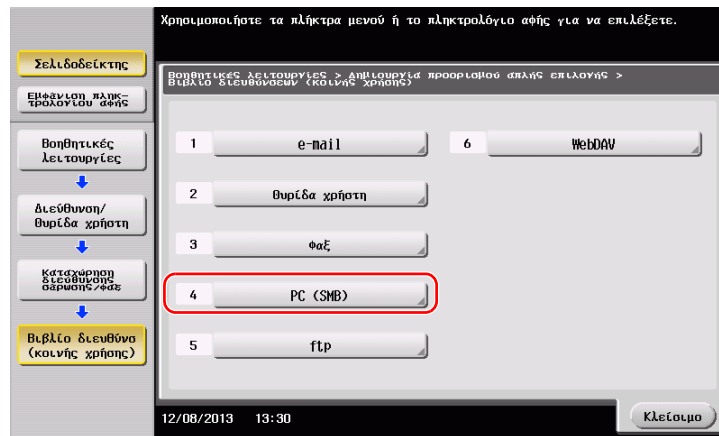 Χρησιμοποιήστε τα πλήκτρα μενού ή το πληκτρολόγιο αφής για να επιλέξετε.
Σελιδοδείκτης
Εμφάνιση πληκ-
τρολογίου αφής
Βοηθητικές λειτουργίες > Δημιουργία προορισμού απλής επιλογής >
Βιβλίο διευθύνσεων (κοινής χρήσης)
Βοηθητικές
λειτουργίες
1 e-mail
6 WebDAV
2 Θυρίδα χρήστη
Διεύθυνση/
Θυρίδα χρήστη
3 Φαξ
Καταχώρηση
διεύθυνσης
σάρωσης/φαξ
4 PC (SMB)
Βιβλίο διευθύνσ
(κοινής χρήσης)
5 ftp
12/08/2013 13:30
Κλείσιμο